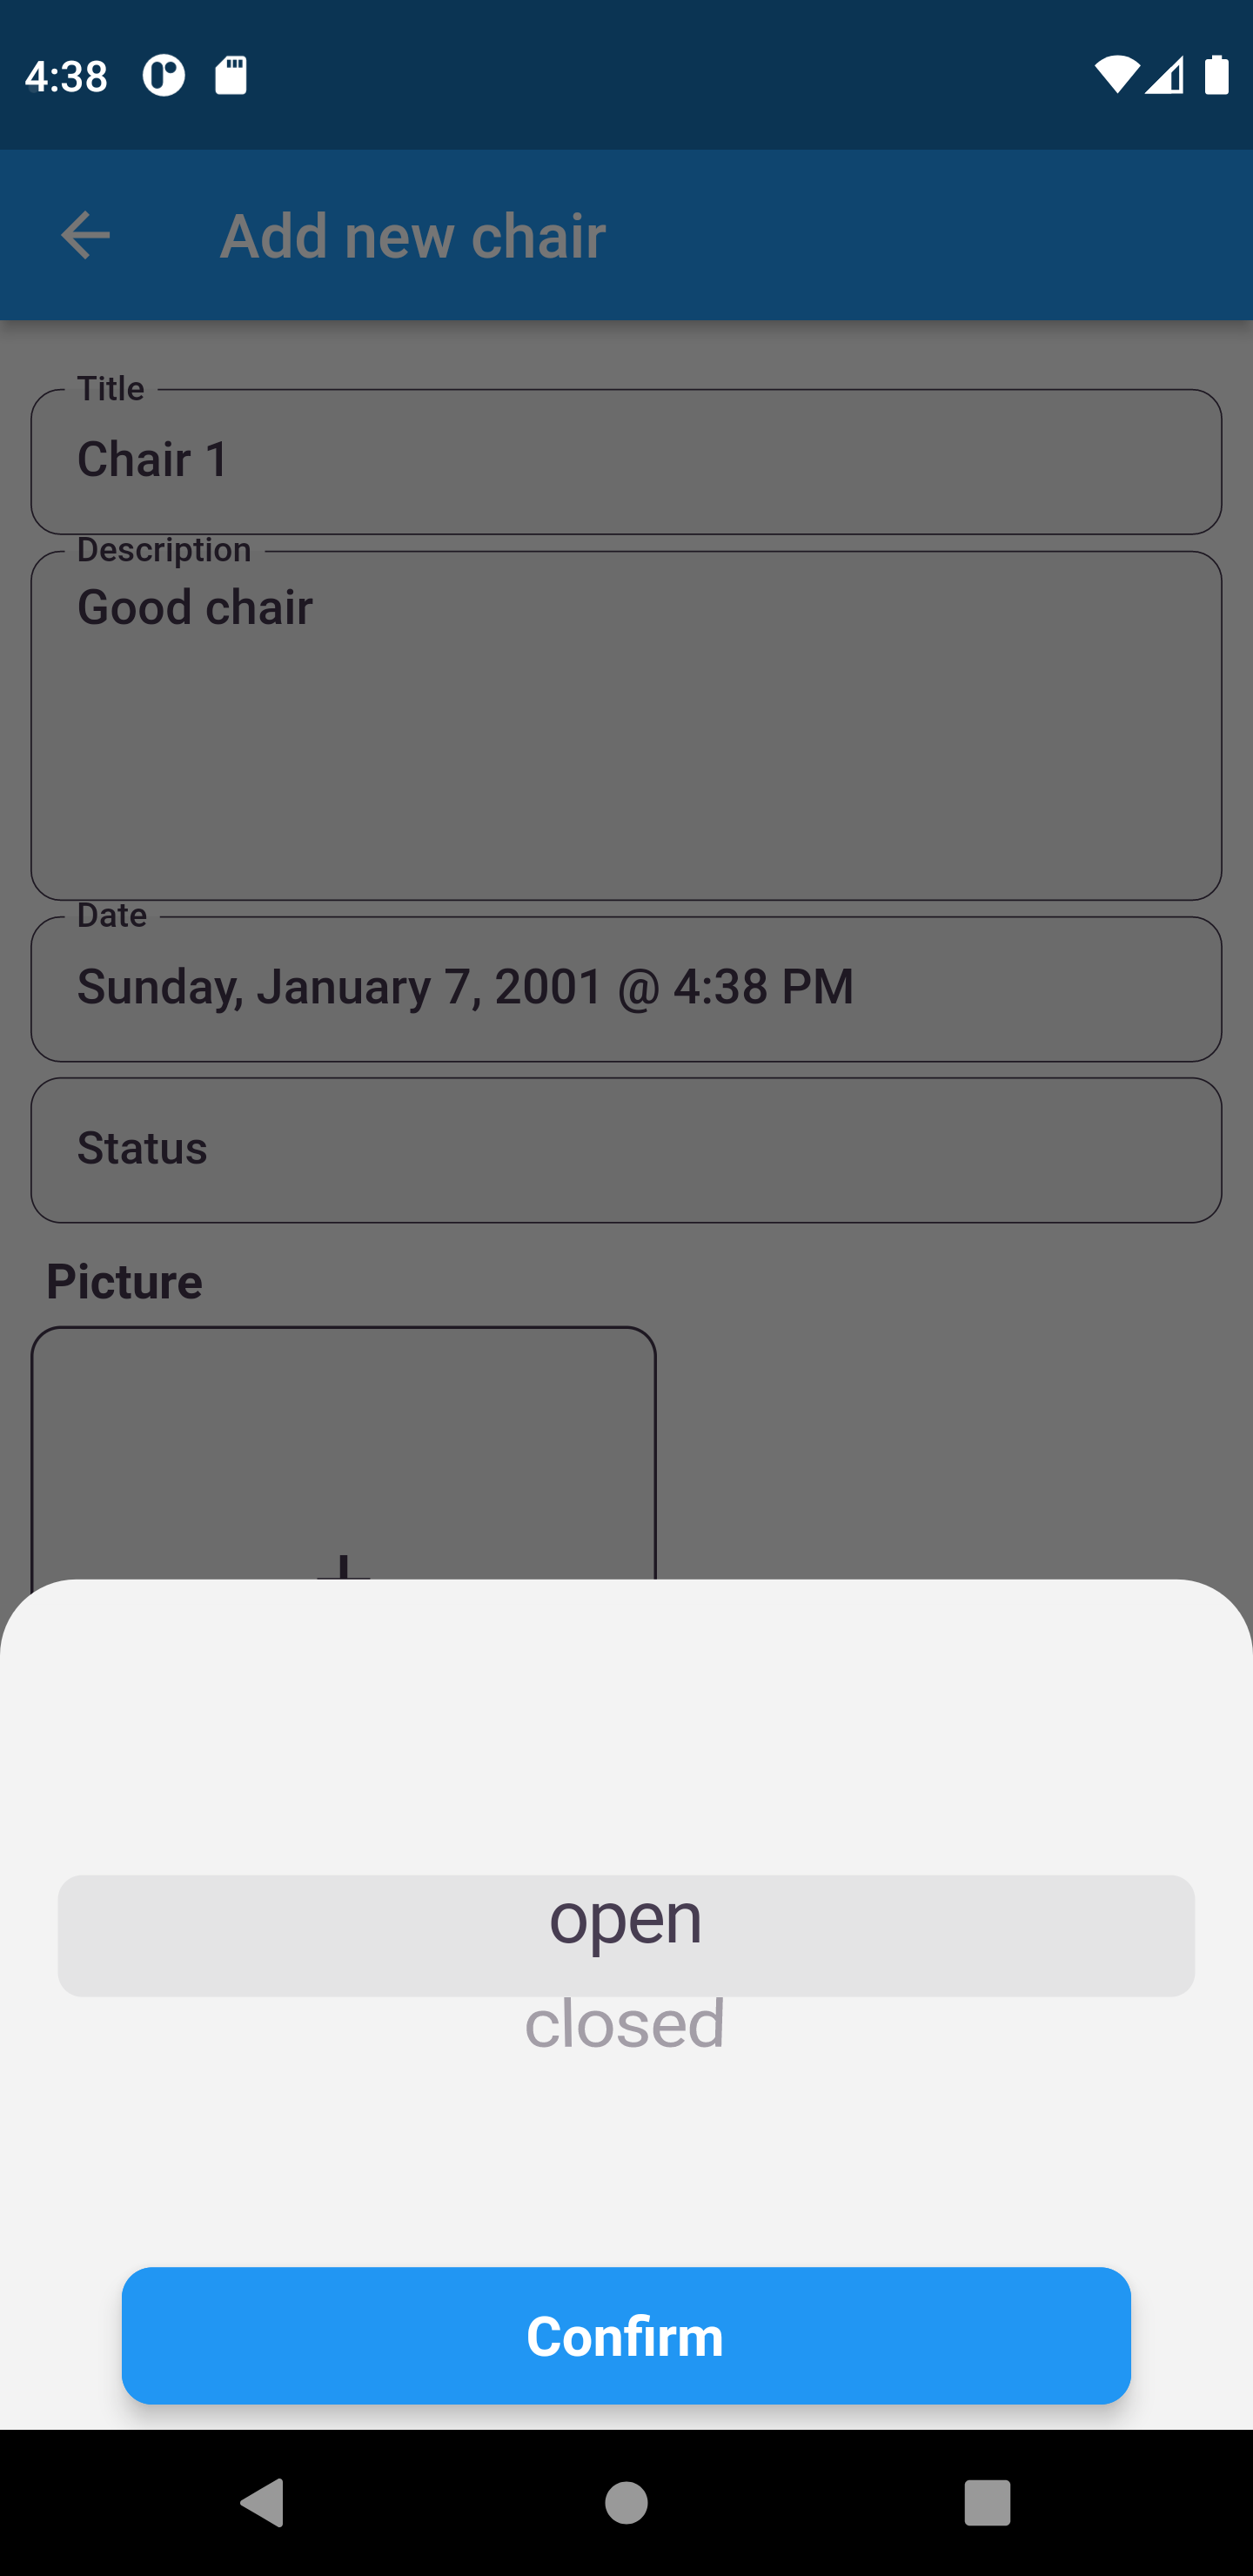 4:38
Add new chair
Title
Chair 1
Description
Good chair
Date
Sunday, January 7, 2001 @ 4:38 PM
Status
Picture
open
closed
Confirm